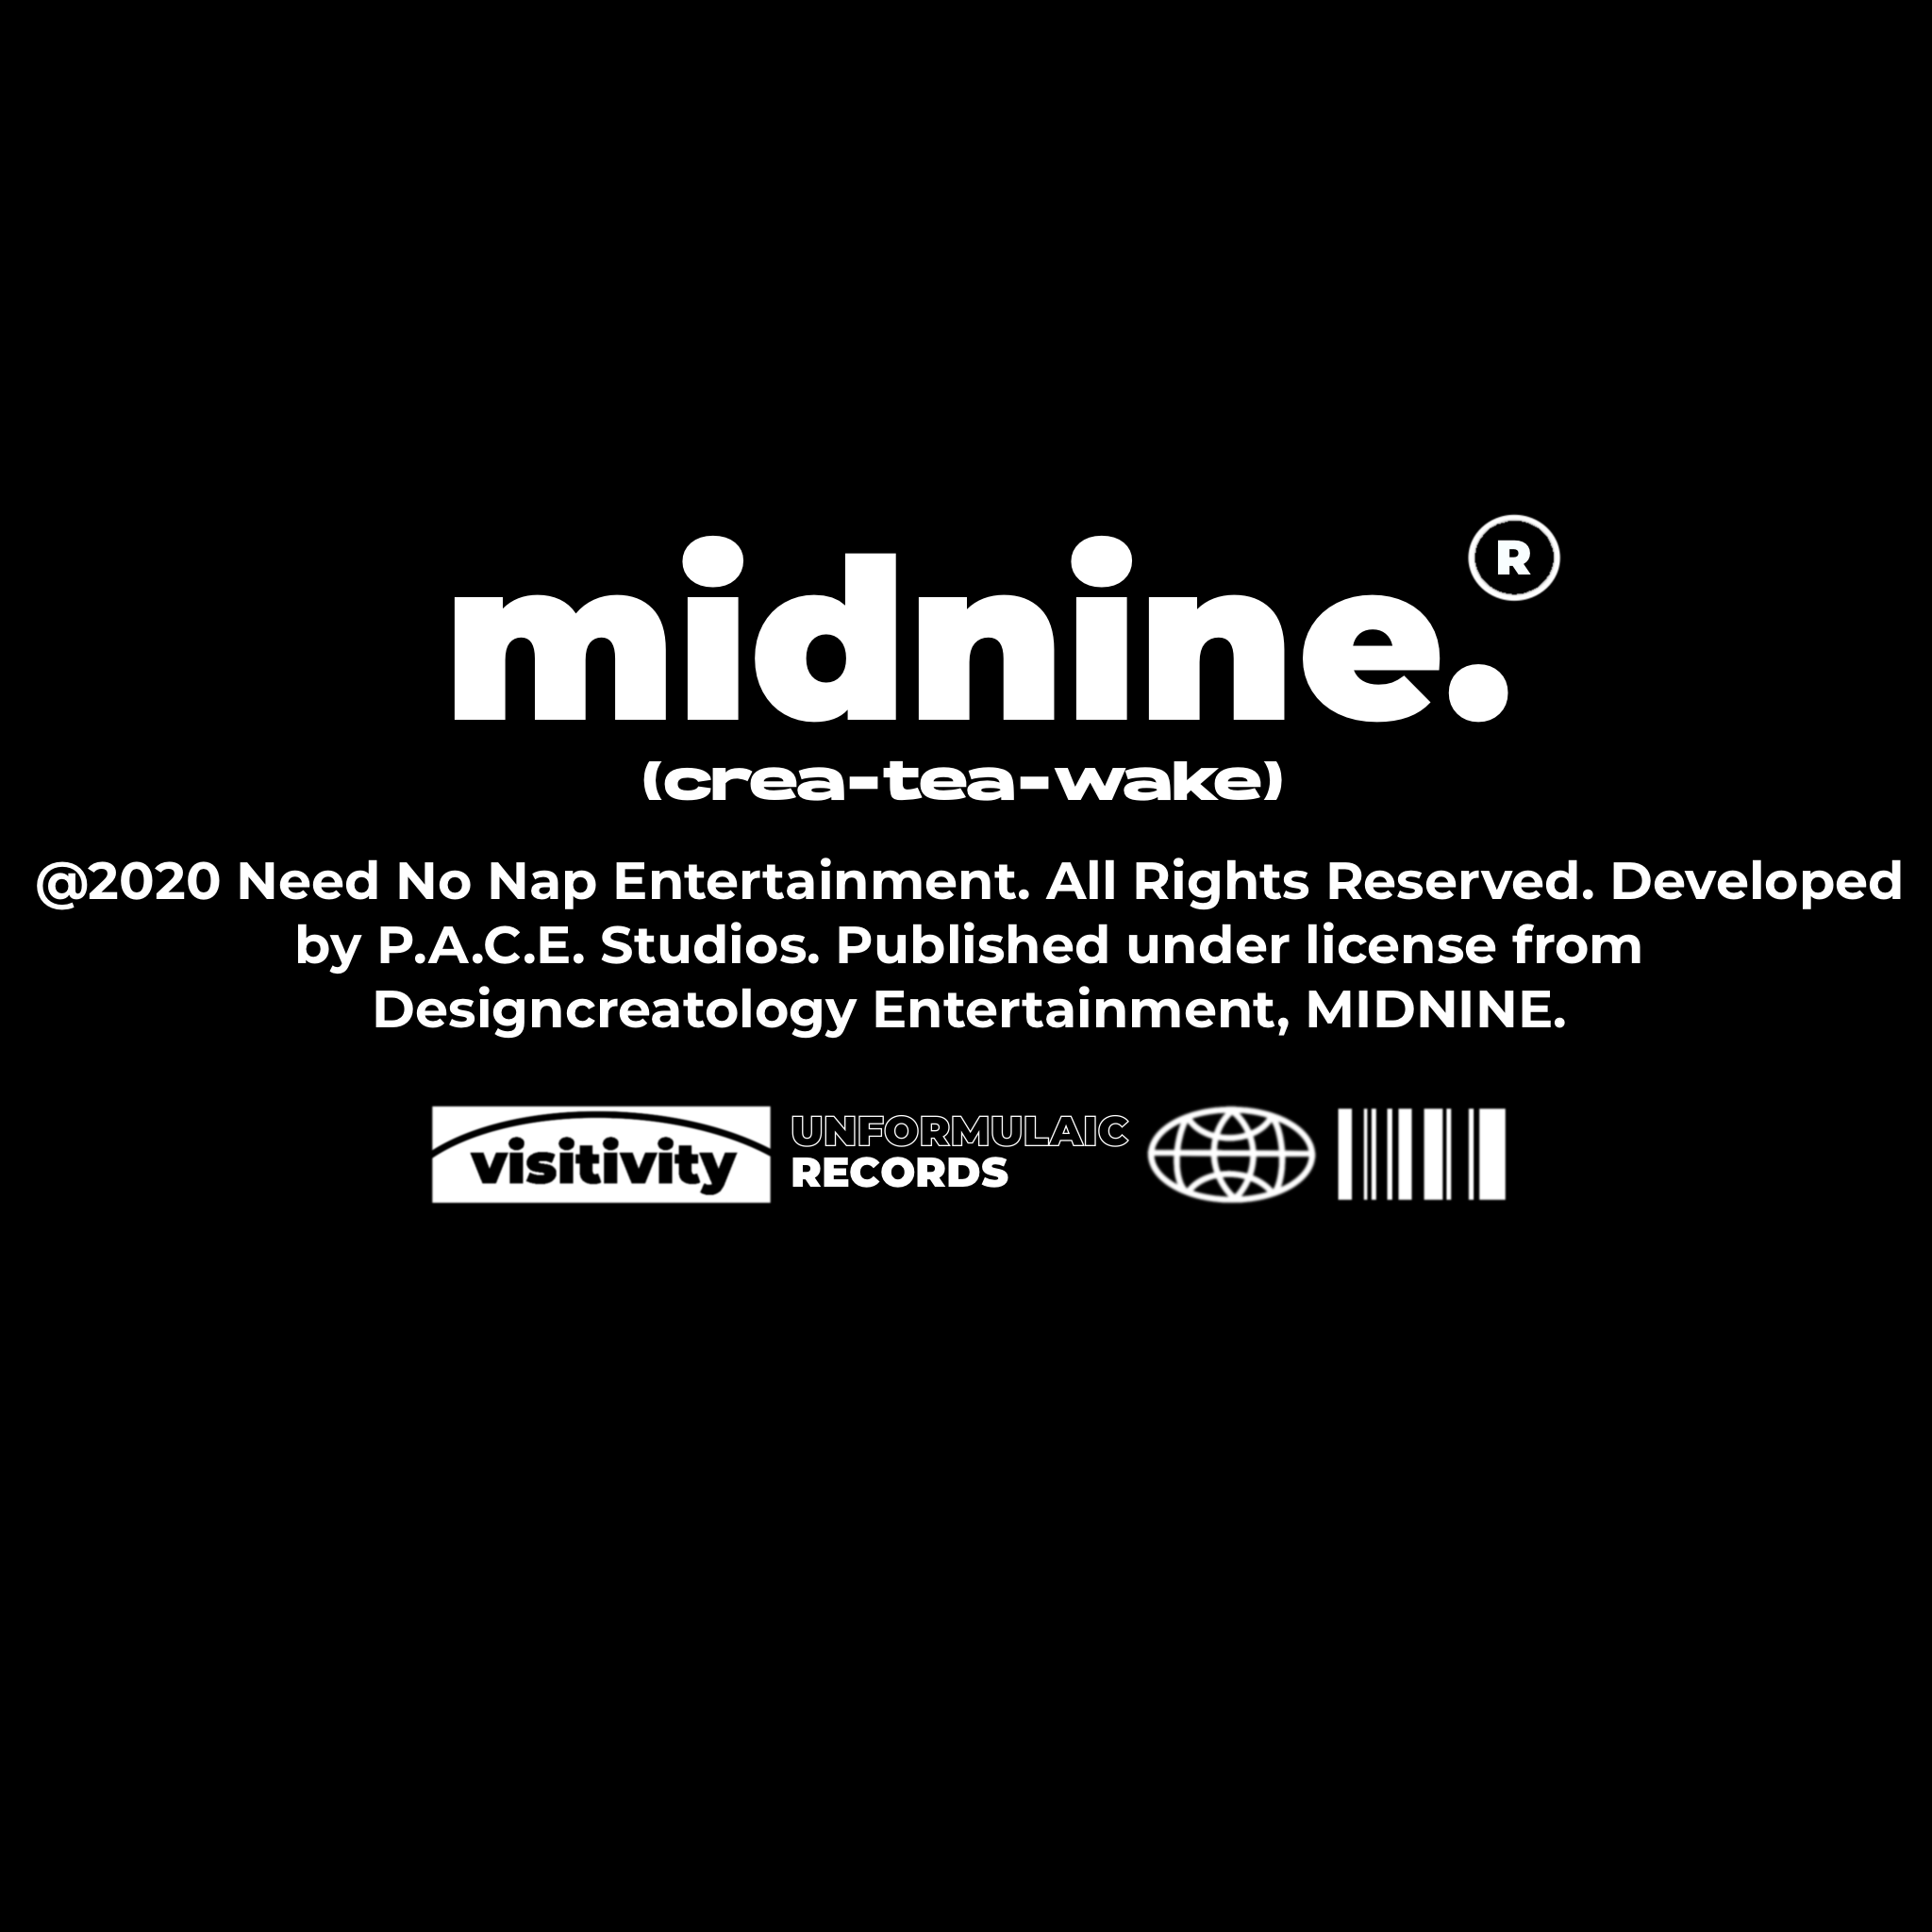 midnine.®
(crea-tea-wake)
@2020 Need No Nap Entertainment. All Rights Reserved. Developed
by P.A.C.E. Studios. Published under license from
Designcreatology Entertainment, MIDNINE.
visitivity
UNFORMULAIC
RECORDS